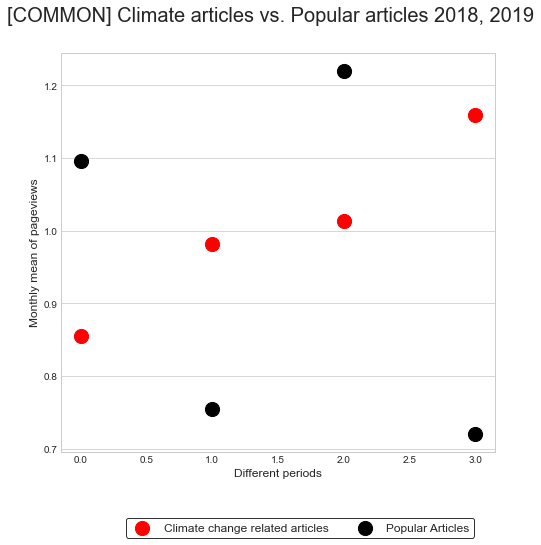 [COMMON] Climate articles vs. Popular articles 2018, 2019
1.2
1.1
1.0
0.9
0.8
0.7
Monthly mean of pageviews
0.0 0.5 1.0 1.5 2.0 2.5 3.0
Different periods
Climate change related articles Popular Articles